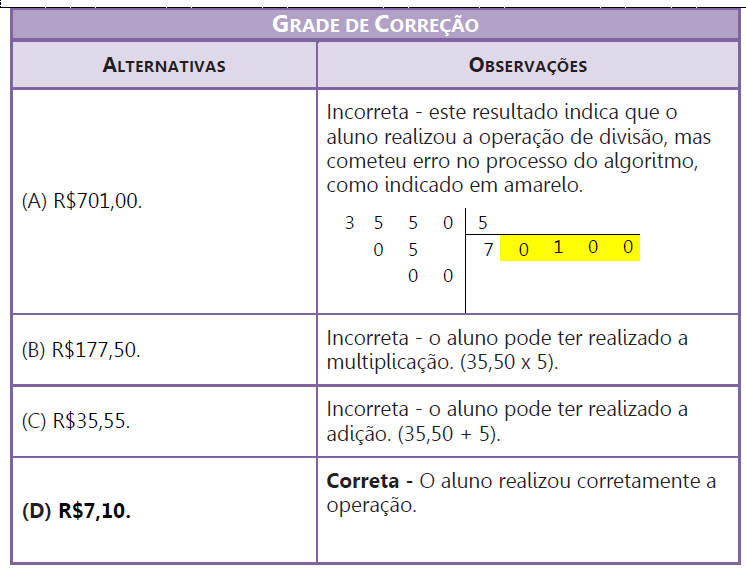 GRADE DE CORREÇÃO
ALTERNATIVAS
OBSERVAÇÕES
(A) R$701,00.
Incorreta - este resultado indica que o
aluno realizou a operação de divisão, mas
cometeu erro no processo do algoritmo,
como indicado em amarelo.
3 5 5 0 5
0 5 7 0 1 0 0
0 0
(B) R$177,50.
Incorreta - o aluno pode ter realizado a
multiplicação. (35,50 x 5).
(C) R$35,55.
Incorreta - o aluno pode ter realizado a
adição. (35,50 + 5).
(D) R$7,10.
Correta - O aluno realizou corretamente a
operação.